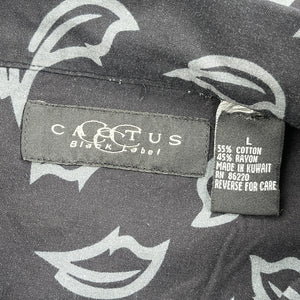 CACTUS
Black Label
L
55% COTTON
45% RAYON
MADE IN KUWAIT
RN 86220
REVERSE FOR CARE